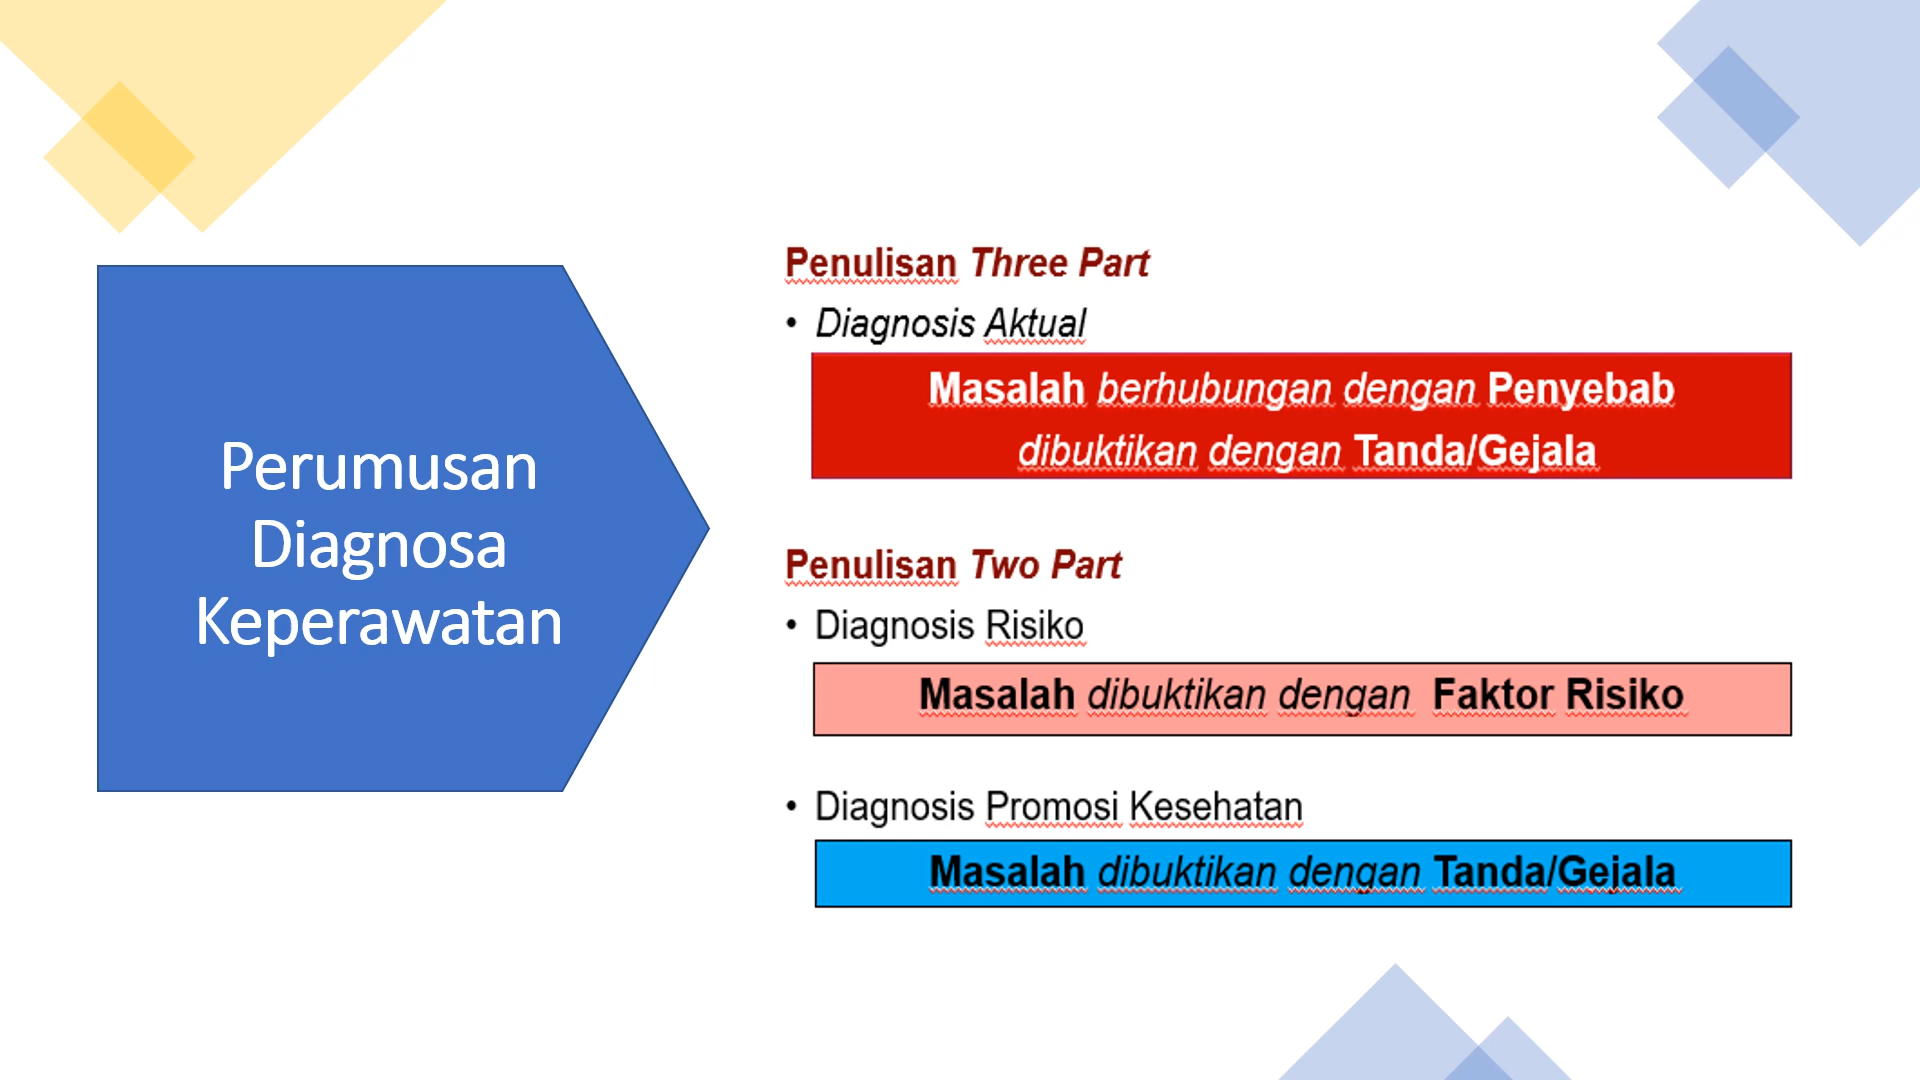 Perumusan
Diagnosa
Keperawatan
Penulisan Three Part
• Diagnosis Aktual
Masalah berhubungan dengan Penyebab
dibuktikan dengan Tanda/Gejala
Penulisan Two Part
• Diagnosis Risiko
Masalah dibuktikan dengan Faktor Risiko
• Diagnosis Promosi Kesehatan
Masalah dibuktikan dengan Tanda/Gejala